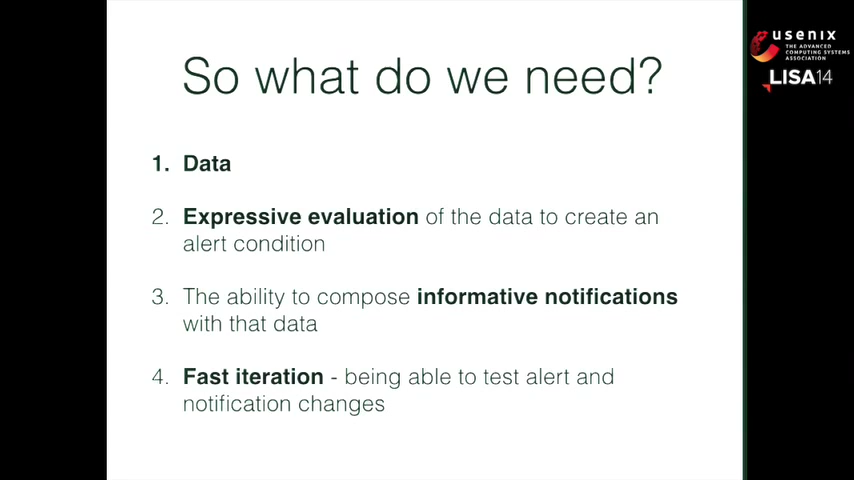 So what do we need?
1. Data
2. Expressive evaluation of the data to create an
alert condition
3. The ability to compose informative notifications
with that data
4. Fast iteration - being able to test alert and
notification changes
usenix
THE ADVANCED
COMPUTING SYSTEMS
ASSOCIATION
LISA14